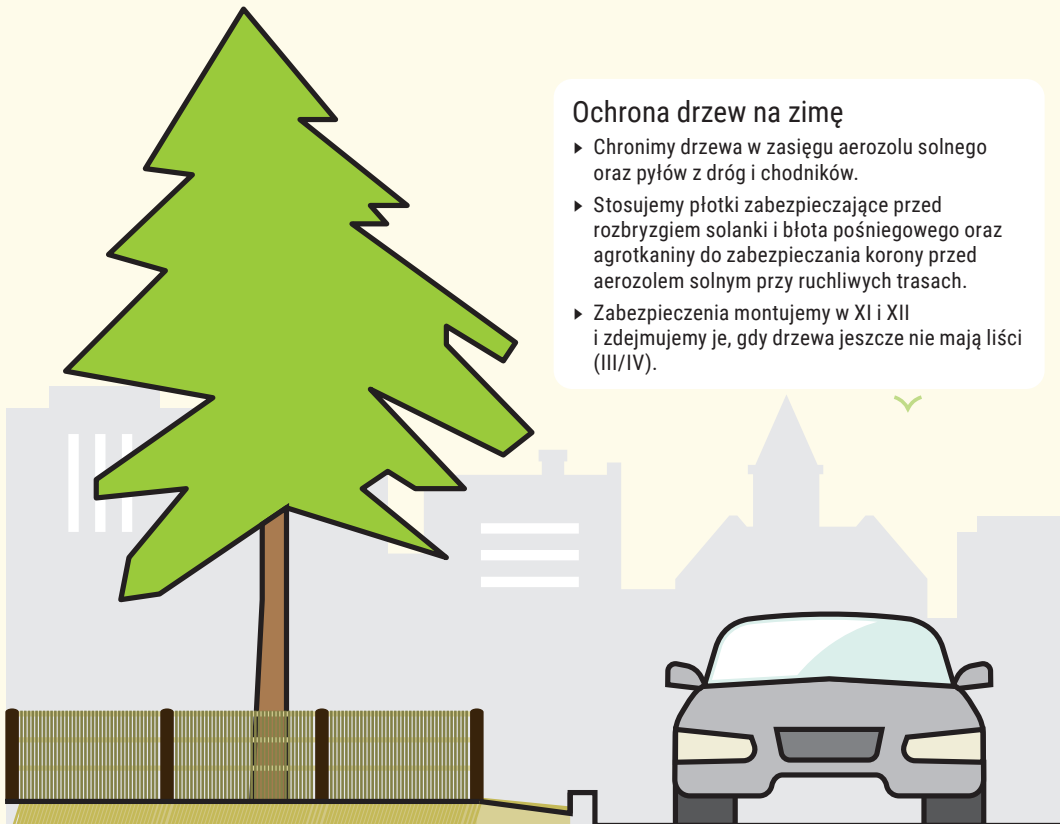 Ochrona drzew na zimę
▸ Chronimy drzewa w zasięgu aerozolu solnego
oraz pyłów z dróg i chodników.
▸ Stosujemy płotki zabezpieczające przed
rozbryzgiem solanki i błota pośniegowego oraz
agrotkaniny do zabezpieczania korony przed
aerozolem solnym przy ruchliwych trasach.
▸ Zabezpieczenia montujemy w XI i XII
i zdejmujemy je, gdy drzewa jeszcze nie mają liści
(III/IV).